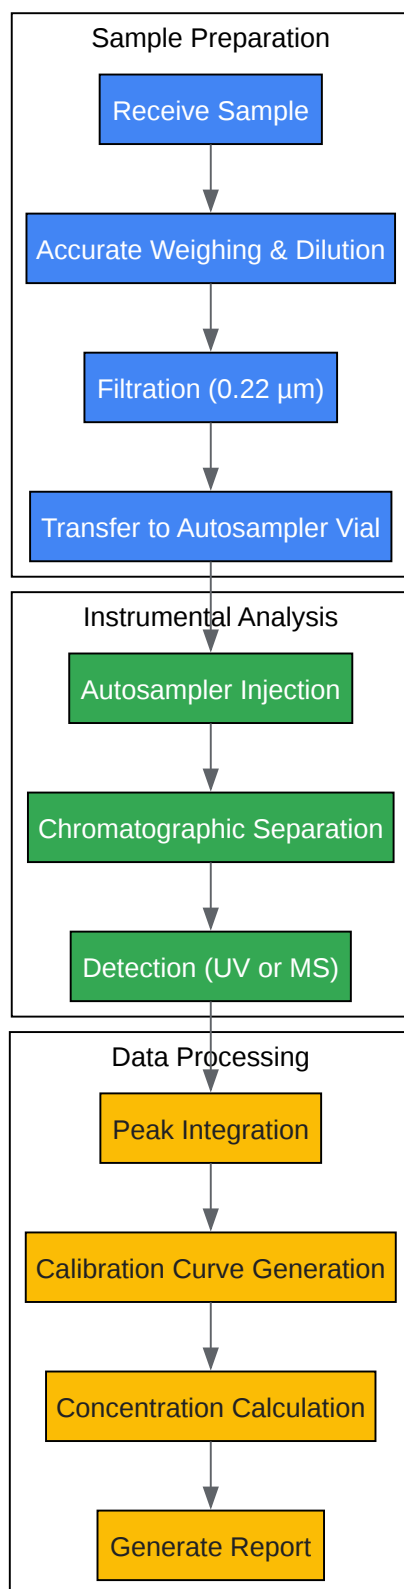 Sample Preparation
Receive Sample
Accurate Weighing & Dilution
Filtration (0.22 µm)
Transfer to Autosampler Vial
Instrumental Analysis
Autosampler Injection
Chromatographic Separation
Detection (UV or MS)
Data Processing
Peak Integration
Calibration Curve Generation
Concentration Calculation
Generate Report